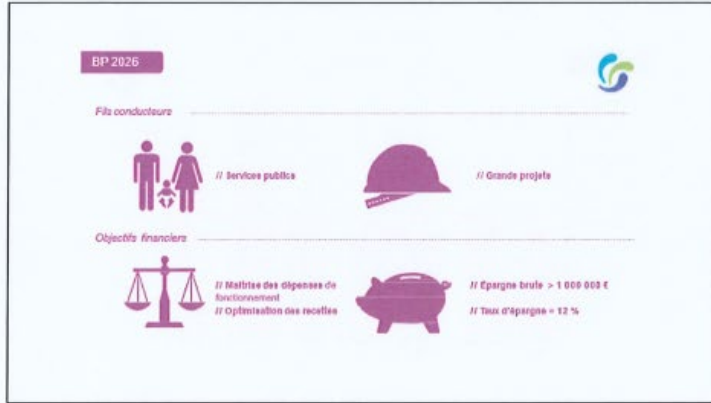 BP 2026
Fils conducteurs
// Services publics
// Grands projets
Objectifs financiers
// Maîtrise des dépenses de
fonctionnement
// Optimisation des recettes
// Épargne brute > 1 000 000 €
// Taux d'épargne = 12 %